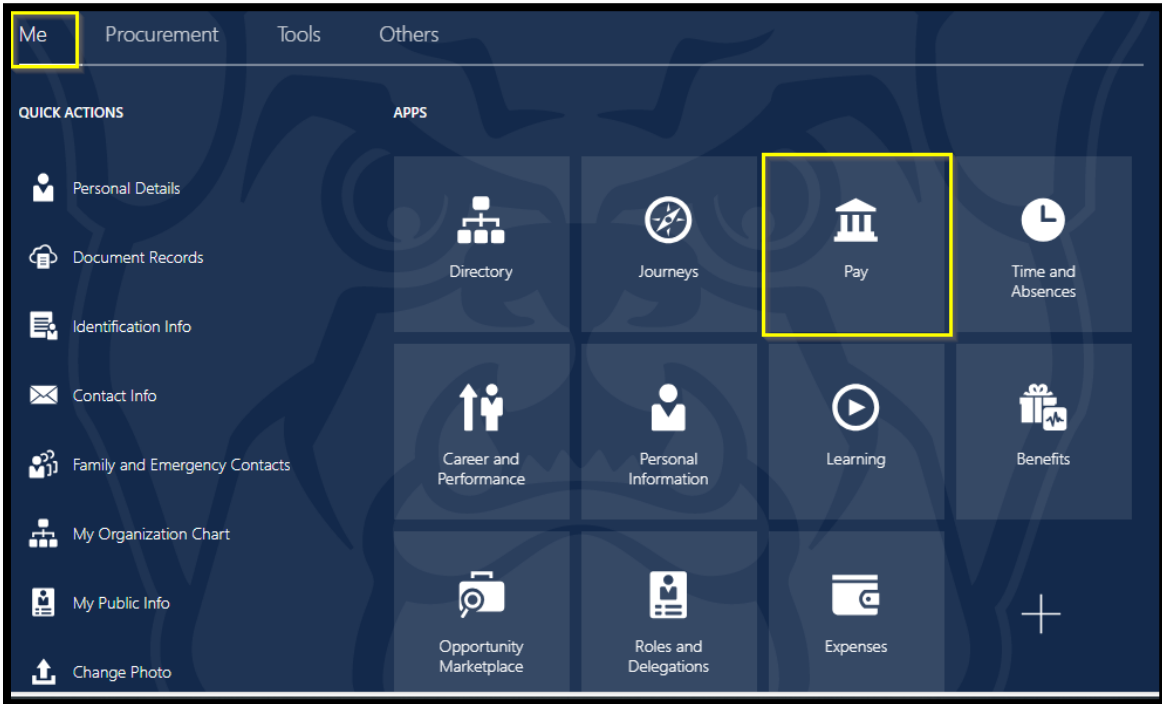 Me Procurement Tools Others
QUICK ACTIONS
Personal Details
Document Records
Identification Info
Contact Info
Family and Emergency Contacts
My Organization Chart
My Public Info
Change Photo
APPS
Directory
Journeys
Pay
Time and
Absences
Career and
Performance
Personal
Information
Learning
Benefits
Opportunity
Marketplace
Roles and
Delegations
Expenses